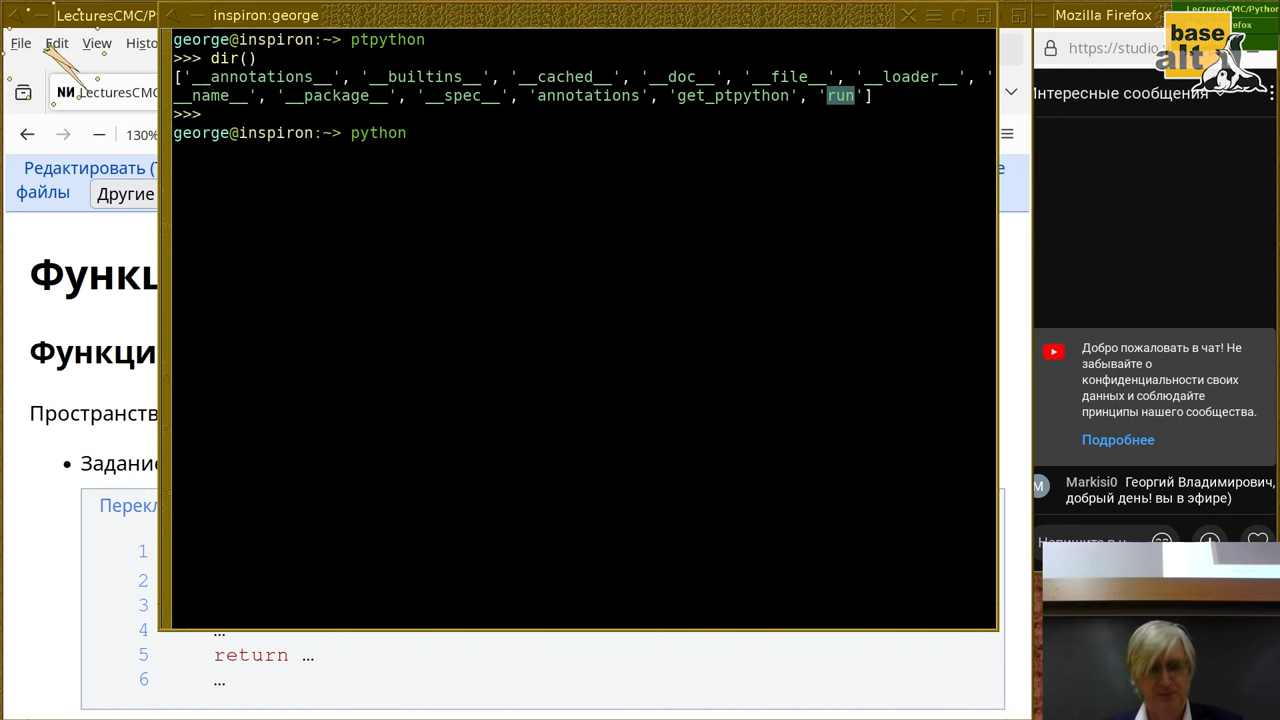 LecturesCMC/P
inspiron:george
Mozilla Firefox
LecturesCMC/Python
File Edit View Histo
george@inspiron:~> ptpython
>>> dir()
['__annotations__', '__builtins__', '__cached__', '__doc__', '__file__', '__loader__', '
__name__', '__package__', '__spec__', 'annotations', 'get_ptpython', 'run']
>>>
george@inspiron:~> python
base
alt
https://studio
LecturesCMC
130%
Интересные сообщения
Редактировать (
файлы
Другие
е
Функц
Функци
Пространств
Задание
Перекл
1
2
3
4 …
5 return …
6 …
Добро пожаловать в чат! Не
забывайте о
конфиденциальности своих
данных и соблюдайте
принципы нашего сообщества.
Подробнее
M
Markisi0 Георгий Владимирович,
добрый день! вы в эфире)